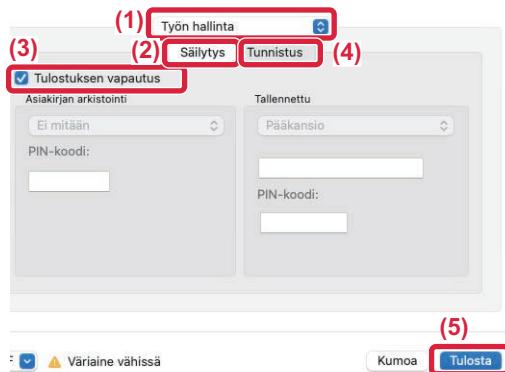 (1)
Työn hallinta
(3)
(2)
Säilytys
Tunnistus
(4)
Tulostuksen vapautus
Asiakirjan arkistointi
Tallennettu
Ei mitään
Pääkansio
PIN-koodi:
PIN-koodi:
(5)
F
Väriaine vähissä
Kumoa
Tulosta